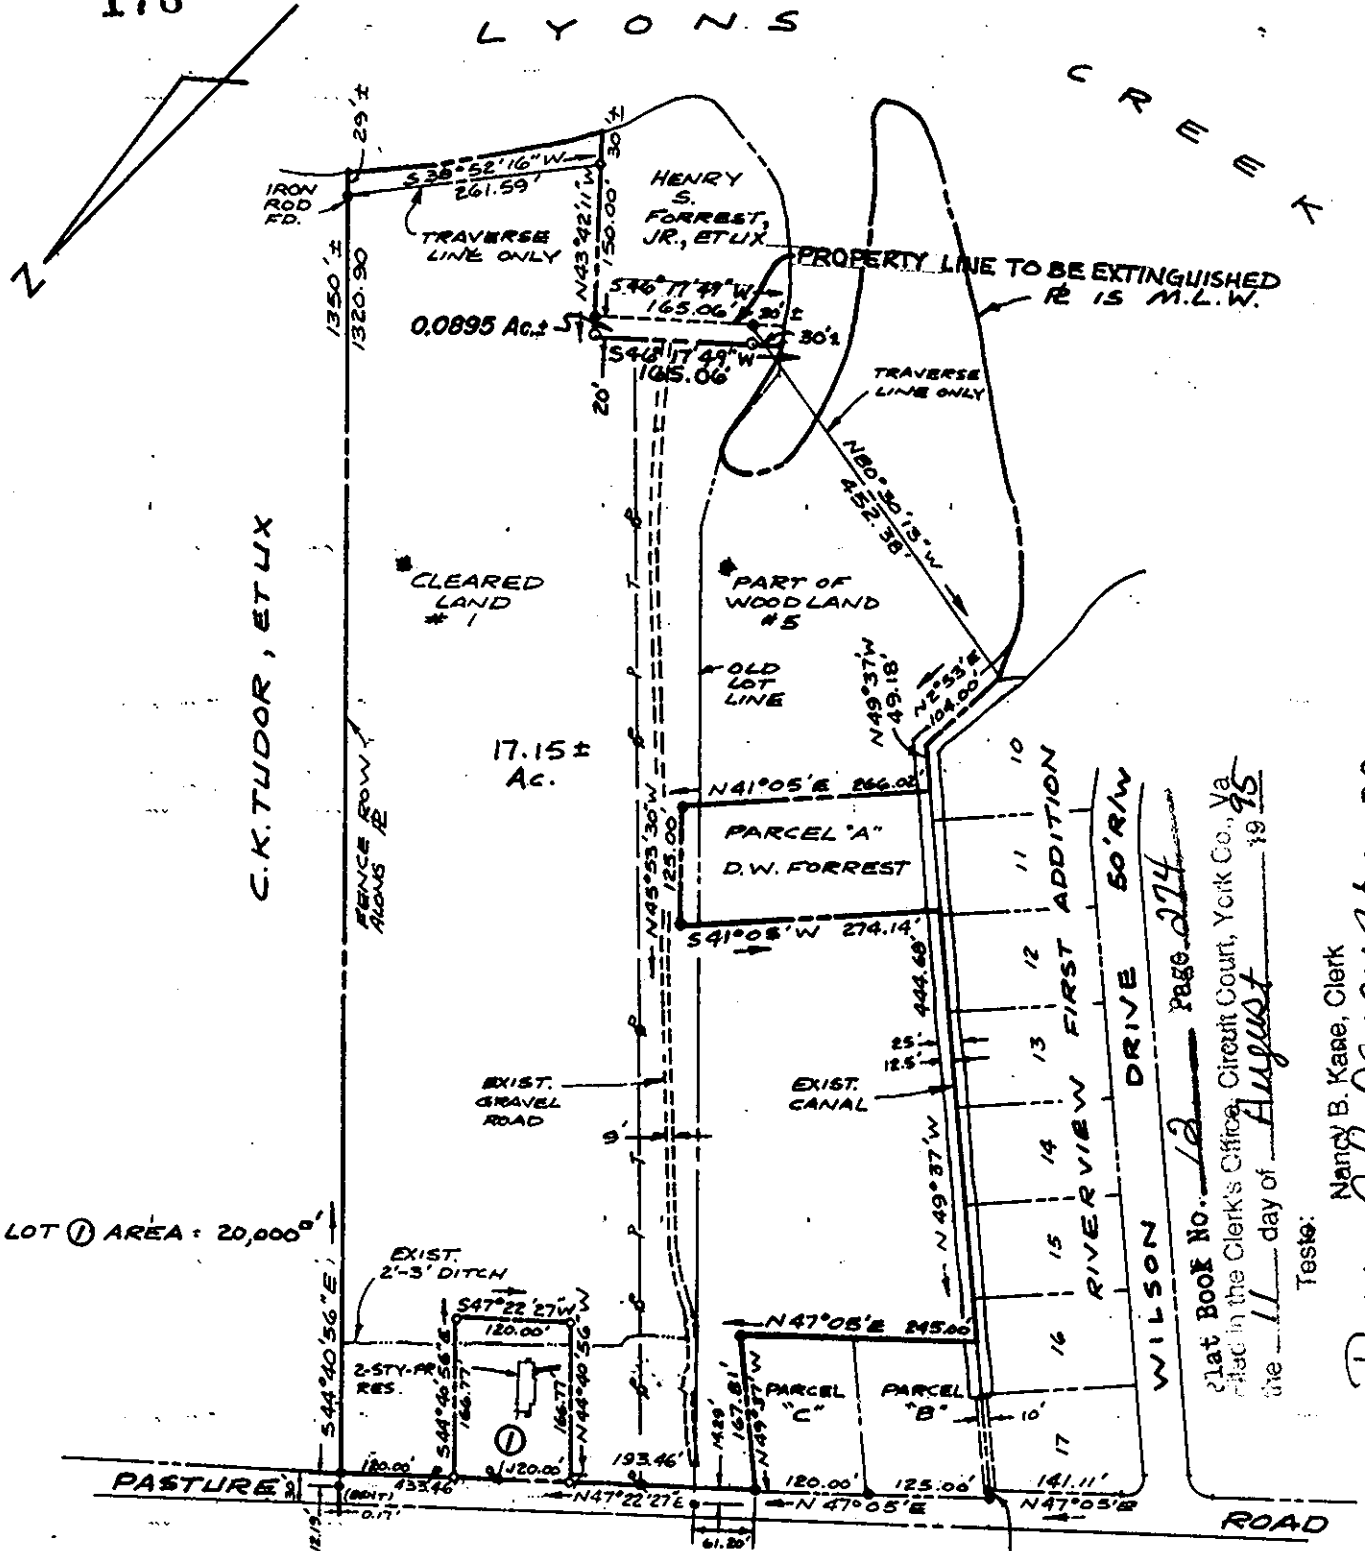 LYONS
CREEK
N
29'±
S 38°52'16" W
261.59'
30'±
IRON
ROD
FD.
TRAVERSE
LINE ONLY
N43°42'11"W
150.00'
HENRY
S.
FORREST,
JR., ET UX
PROPERTY LINE TO BE EXTINGUISHED
IS M.L.W.
1350'±
1320.90
S46°17'49"W
165.06'
0.0895 Ac.±
S46°17'49"W
165.06'
20'
TRAVERSE
LINE ONLY
N80°30'13"W
452.38'
C.K. TUDOR, ET UX
CLEARED
LAND
# 1
PART OF
WOODLAND
#5
OLD
LOT
LINE
N49°37'W
49.18'
N2°53'E
104.00'
17.15 ±
Ac.
FENCE ROW
ALONG
N41°05'E 266.02'
PARCEL "A"
D.W. FORREST
N43°53'30"W
125.00'
S41°05'W 274.14'
444.68'
25'
12.5'
EXIST.
GRAVEL
ROAD
EXIST.
CANAL
N49°37'W
10
11
12
13
14
15
16
17
RIVERVIEW FIRST ADDITION
WILSON DRIVE 50' R/W
Plat Book No. 12 Page 274
Filed in the Clerk's Office, Circuit Court, York Co., Va
the 11 day of August 1995
Teste:
Nancy B. Kane, Clerk
LOT ① AREA = 20,000
S44°40'56"E
EXIST.
2'-3' DITCH
S47°22'27"W
120.00'
S44°40'56"E
166.77'
2-STY-FR
RES.
166.77'
N44°40'56"W
①
N47°05'E 245.00'
167.81'
N49°37'W
PARCEL
"C"
PARCEL
"B"
10'
PASTURE
30'
120.00'
433.46'
120.00'
193.46'
14.29'
120.00'
125.00'
141.11'
(BENT)
0.17'
12.19'
N47°22'27"E
61.20'
N 47°05'E
N47°05'E
ROAD